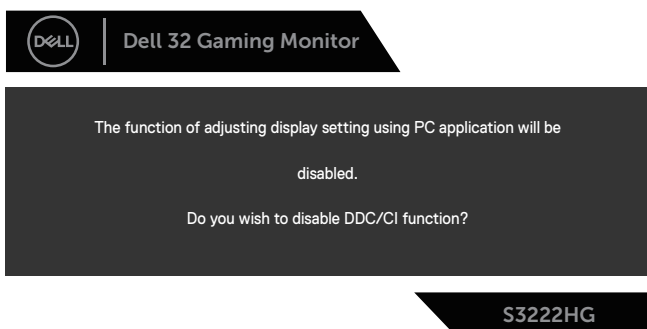 DELL
Dell 32 Gaming Monitor
The function of adjusting display setting using PC application will be
disabled.
Do you wish to disable DDC/CI function?
S3222HG